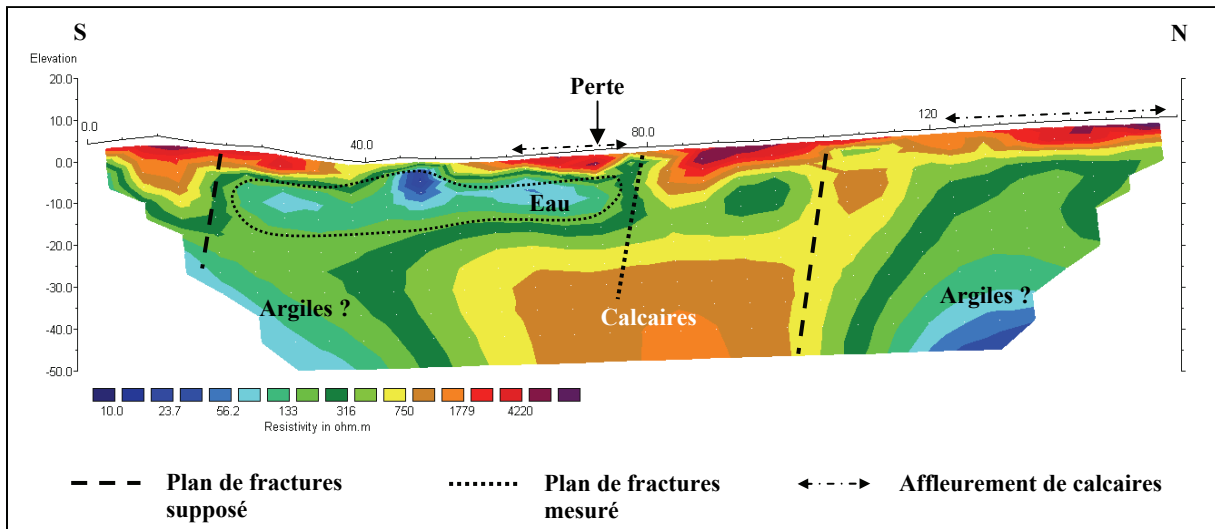 S
N
Elevation
20.0
10.0
0.0
-10.0
-20.0
-30.0
-40.0
-50.0
0.0
40.0
80.0
120
Perte
Eau
Argiles ?
Calcaires
Argiles ?
10.0 23.7 56.2 133 316 750 1779 4220
Resistivity in ohm.m
Plan de fractures
supposé
Plan de fractures
mesuré
Affleurement de calcaires